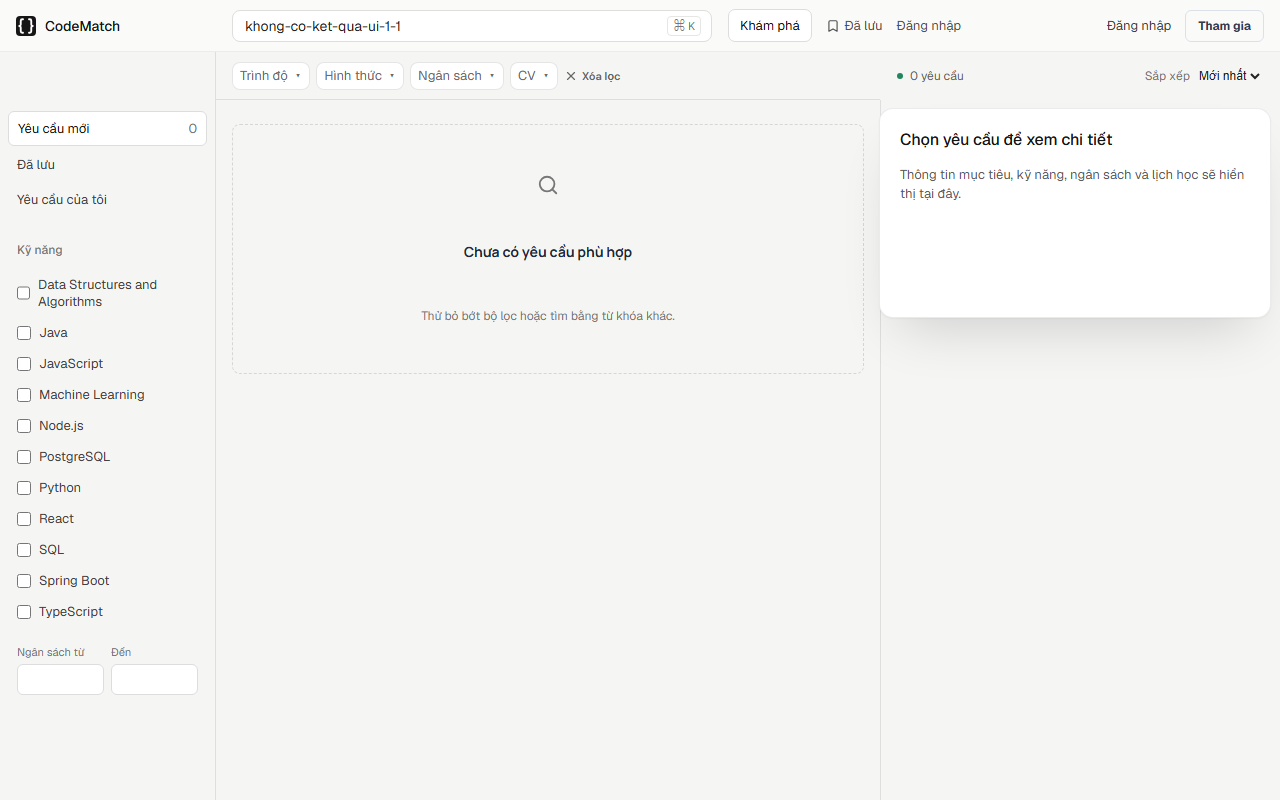 CodeMatch
khong-co-ket-qua-ui-1-1
⌘ K
Khám phá
Đã lưu
Đăng nhập
Đăng nhập
Tham gia
Trình độ
Hình thức
Ngân sách
CV
Xóa lọc
0 yêu cầu
Sắp xếp
Mới nhất
Yêu cầu mới
0
Đã lưu
Yêu cầu của tôi
Kỹ năng
Data Structures and
Algorithms
Java
JavaScript
Machine Learning
Node.js
PostgreSQL
Python
React
SQL
Spring Boot
TypeScript
Ngân sách từ
Đến
Chưa có yêu cầu phù hợp
Thử bỏ bớt bộ lọc hoặc tìm bằng từ khóa khác.
Chọn yêu cầu để xem chi tiết
Thông tin mục tiêu, kỹ năng, ngân sách và lịch học sẽ hiển
thị tại đây.